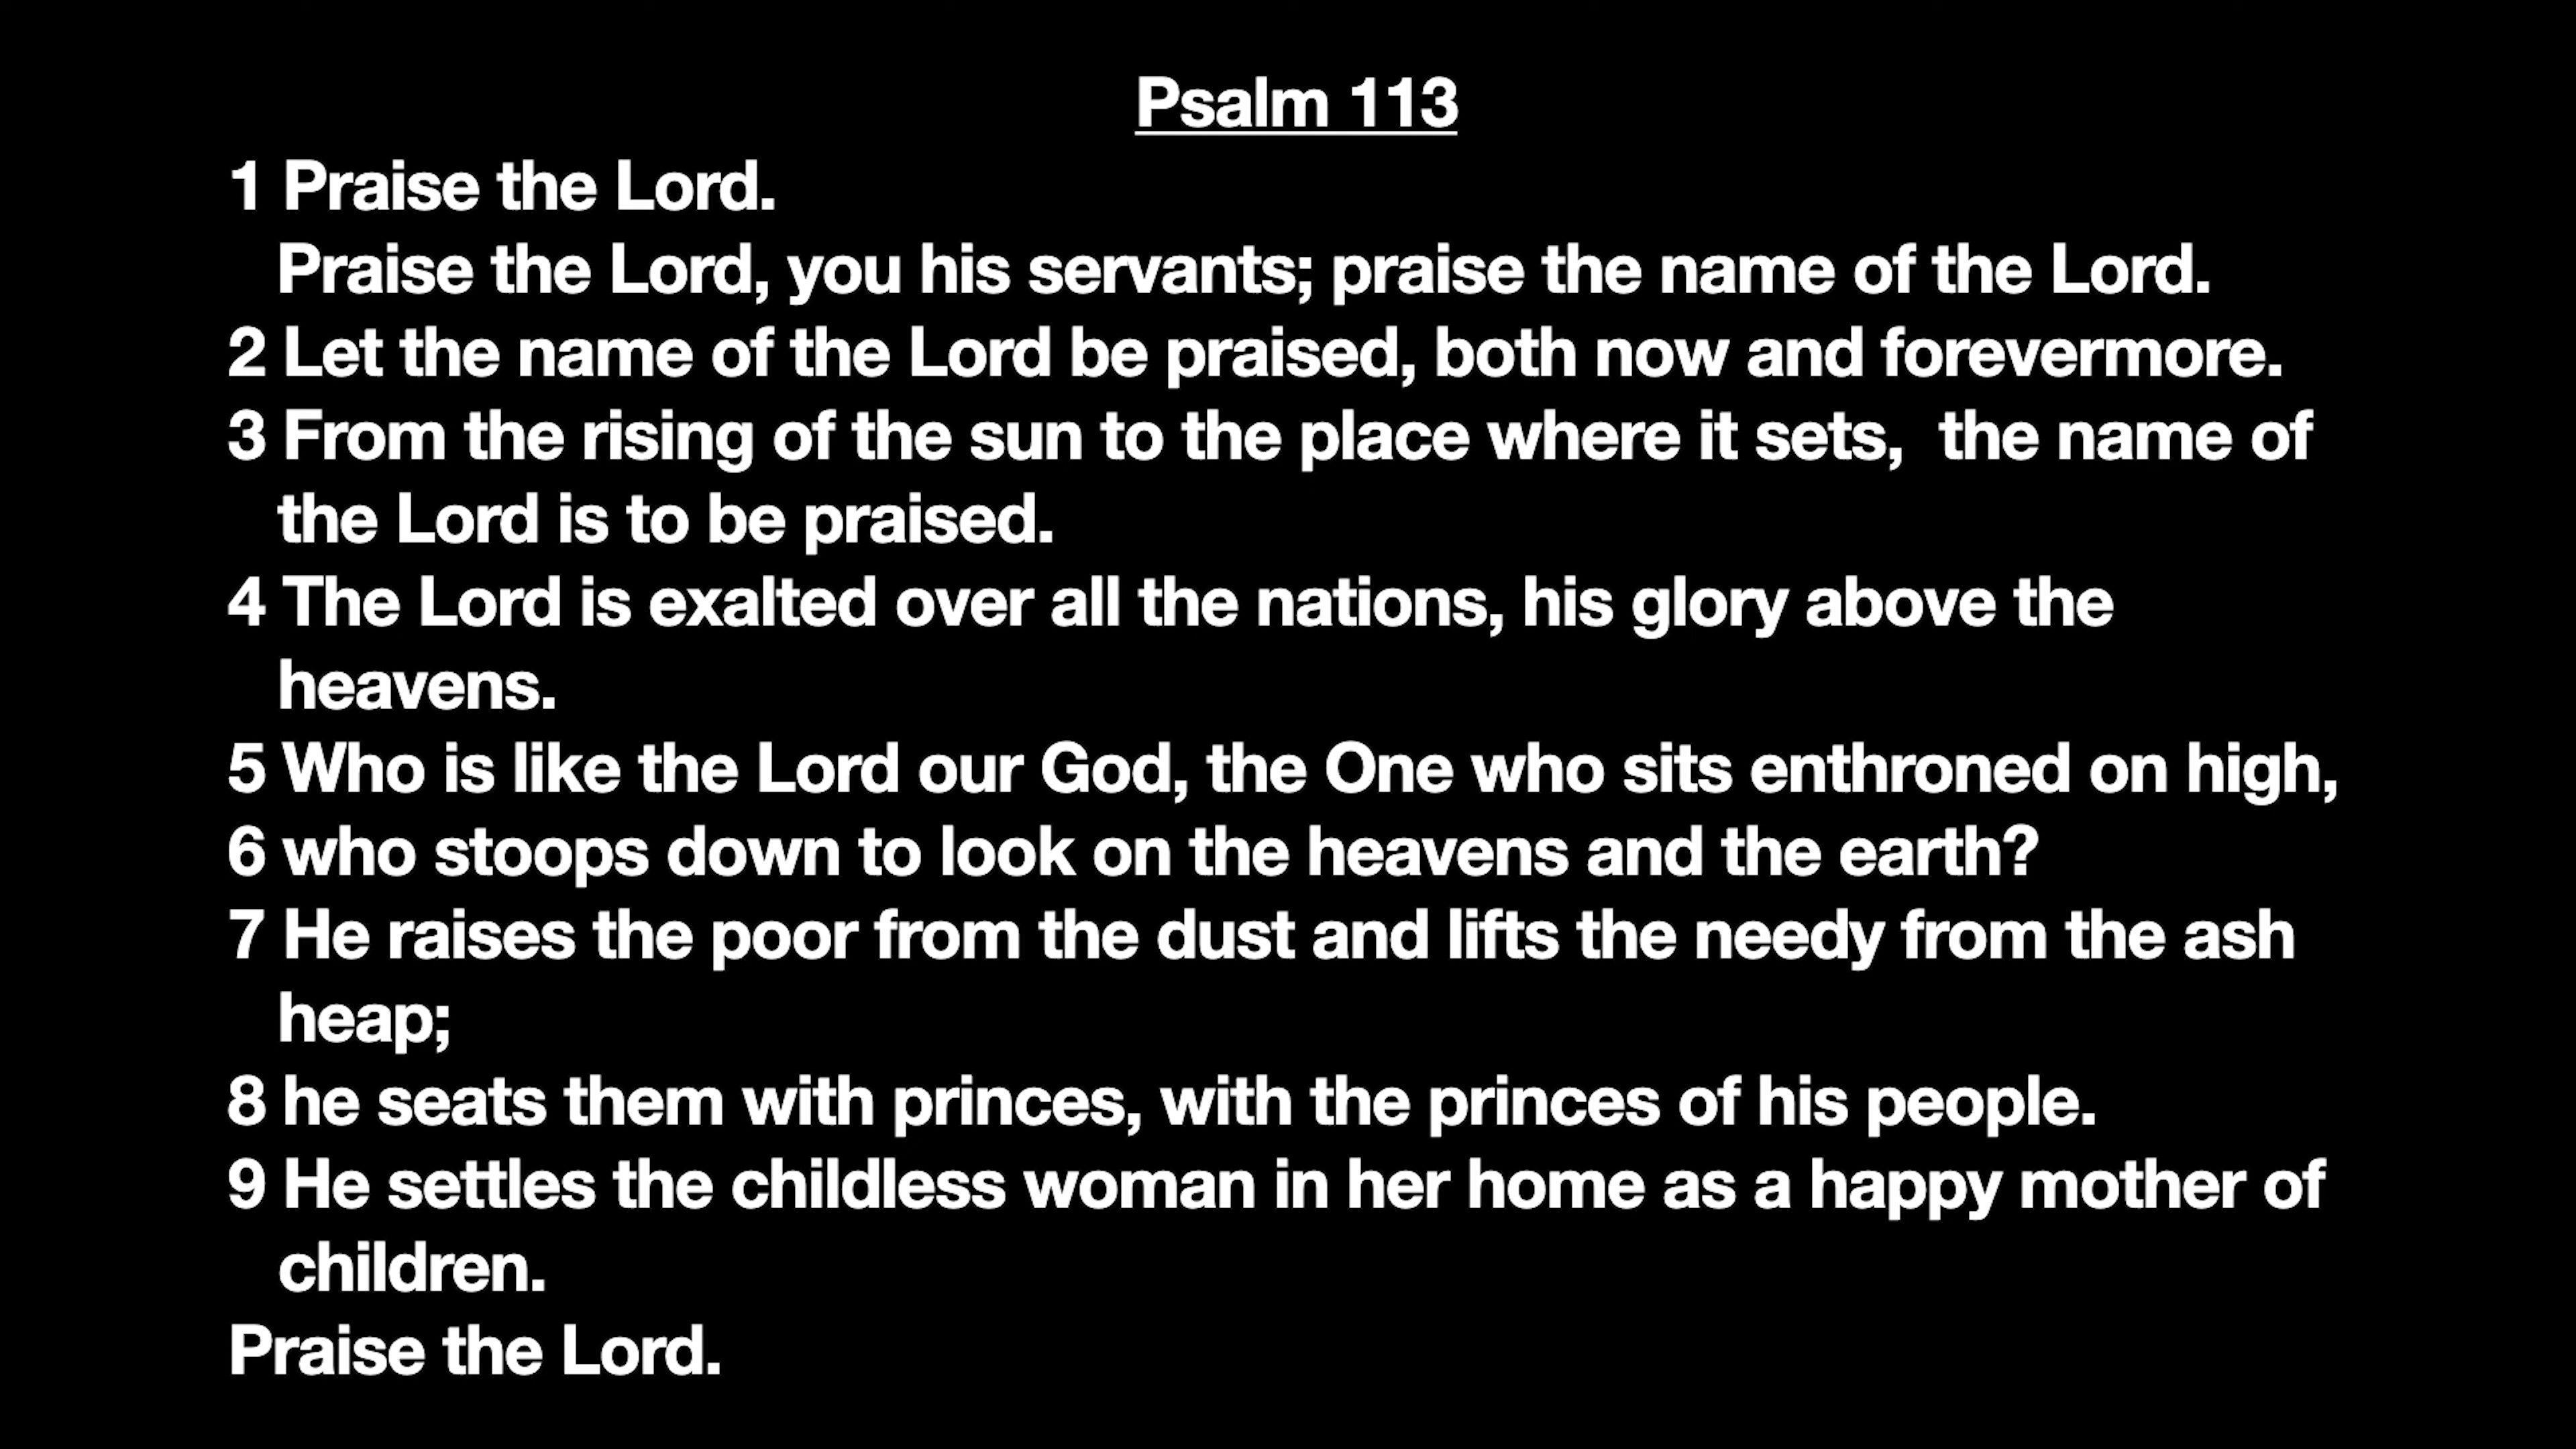 Psalm 113
1 Praise the Lord.
Praise the Lord, you his servants; praise the name of the Lord.
2 Let the name of the Lord be praised, both now and forevermore.
3 From the rising of the sun to the place where it sets,  the name of
the Lord is to be praised.
4 The Lord is exalted over all the nations, his glory above the
heavens.
5 Who is like the Lord our God, the One who sits enthroned on high,
6 who stoops down to look on the heavens and the earth?
7 He raises the poor from the dust and lifts the needy from the ash
heap;
8 he seats them with princes, with the princes of his people.
9 He settles the childless woman in her home as a happy mother of
children.
Praise the Lord.